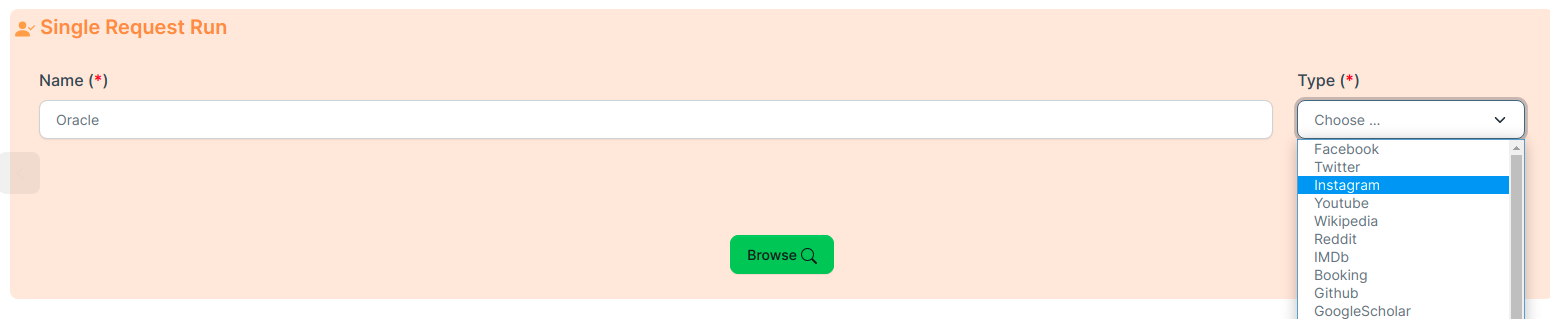 Single Request Run
Name (*)
Type (*)
Oracle
Choose ...
Facebook
Twitter
Instagram
Youtube
Wikipedia
Reddit
IMDb
Booking
Github
GoogleScholar
Browse